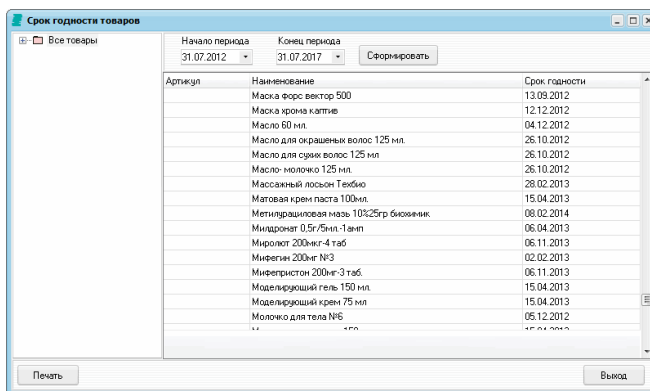 Срок годности товаров
Все товары
Начало периода Конец периода
31.07.2012 31.07.2017 Сформировать
Артикул Наименование Срок годности
Маска форс вектор 500 13.09.2012
Маска хрома каптив 12.12.2012
Масло 60 мл. 04.12.2012
Масло для окрашеных волос 125 мл. 26.10.2012
Масло для сухих волос 125 мл 26.10.2012
Масло- молочко 125 мл. 26.10.2012
Массажный лосьон Техбио 28.02.2013
Матовая крем паста 100мл. 15.04.2013
Метилурациловая мазь 10%25гр биохимик 08.02.2014
Милдронат 0,5г/5мл.-1амп 06.04.2013
Миролют 200мкг-4 таб 06.11.2013
Мифегин 200мг №3 02.02.2013
Мифепристон 200мг-3 таб. 06.11.2013
Моделирующий гель 150 мл. 15.04.2013
Моделирующий крем 75 мл 15.04.2013
Молочко для тела №6 05.12.2012
Печать Выход